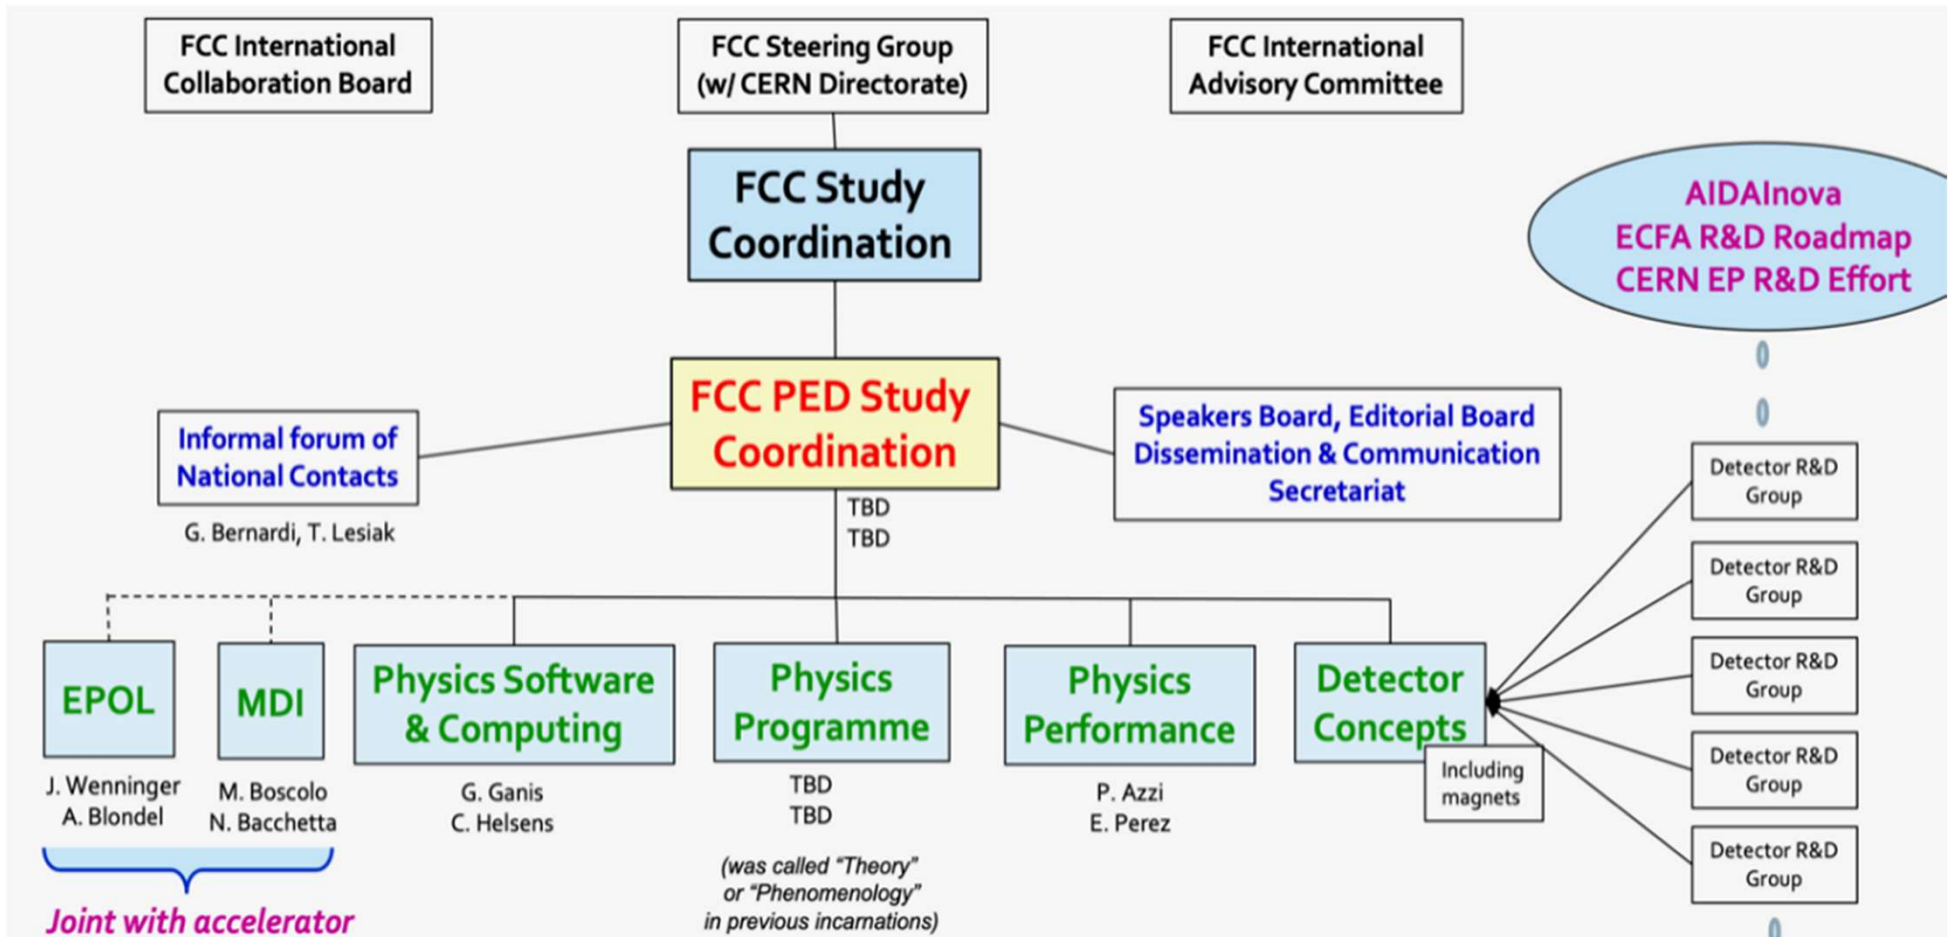 FCC International
Collaboration Board
FCC Steering Group
(w/ CERN Directorate)
FCC International
Advisory Committee
FCC Study
Coordination
AIDAInova
ECFA R&D Roadmap
CERN EP R&D Effort
FCC PED Study
Coordination
TBD
TBD
Informal forum of
National Contacts
G. Bernardi, T. Lesiak
Speakers Board, Editorial Board
Dissemination & Communication
Secretariat
Detector R&D
Group
Detector R&D
Group
Detector R&D
Group
Detector R&D
Group
Detector R&D
Group
EPOL
J. Wenninger
A. Blondel
MDI
M. Boscolo
N. Bacchetta
Joint with accelerator
Physics Software
& Computing
G. Ganis
C. Helsens
Physics
Programme
TBD
TBD
(was called “Theory”
or “Phenomenology”
in previous incarnations)
Physics
Performance
P. Azzi
E. Perez
Detector
Concepts
Including
magnets